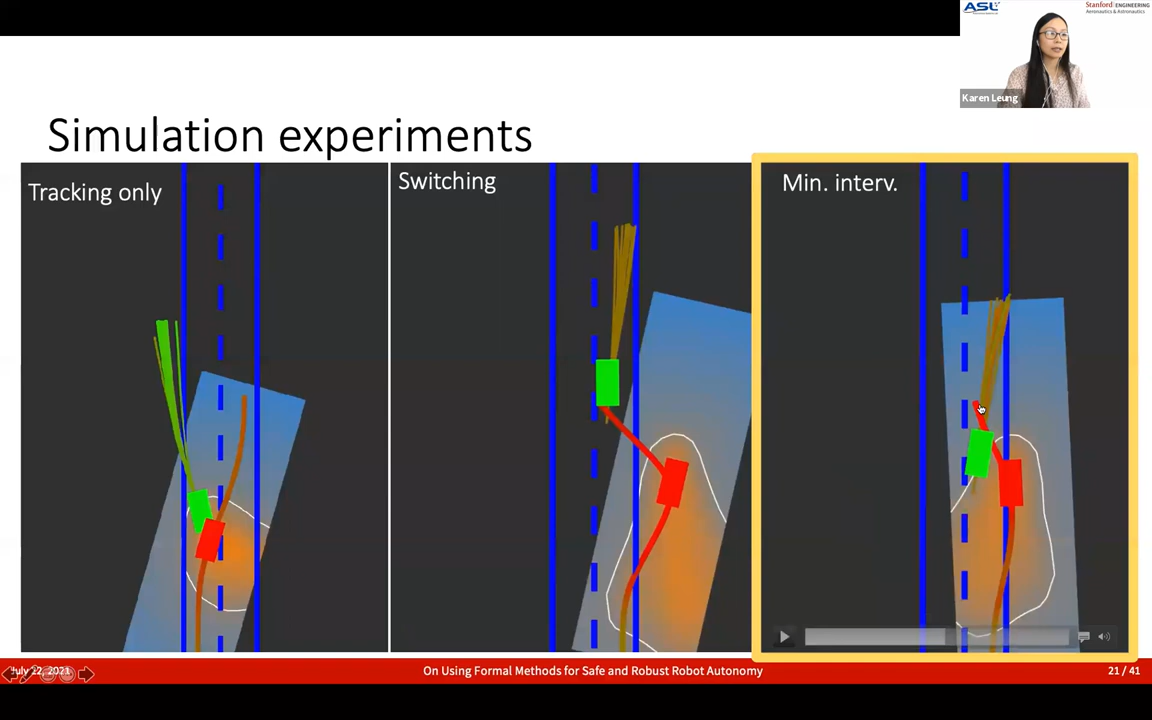 ASL
Stanford ENGINEERING
Aeronautics & Astronautics
Karen Leung
Simulation experiments
Tracking only
Switching
Min. interv.
July 22, 2021
On Using Formal Methods for Safe and Robust Robot Autonomy
21 / 41